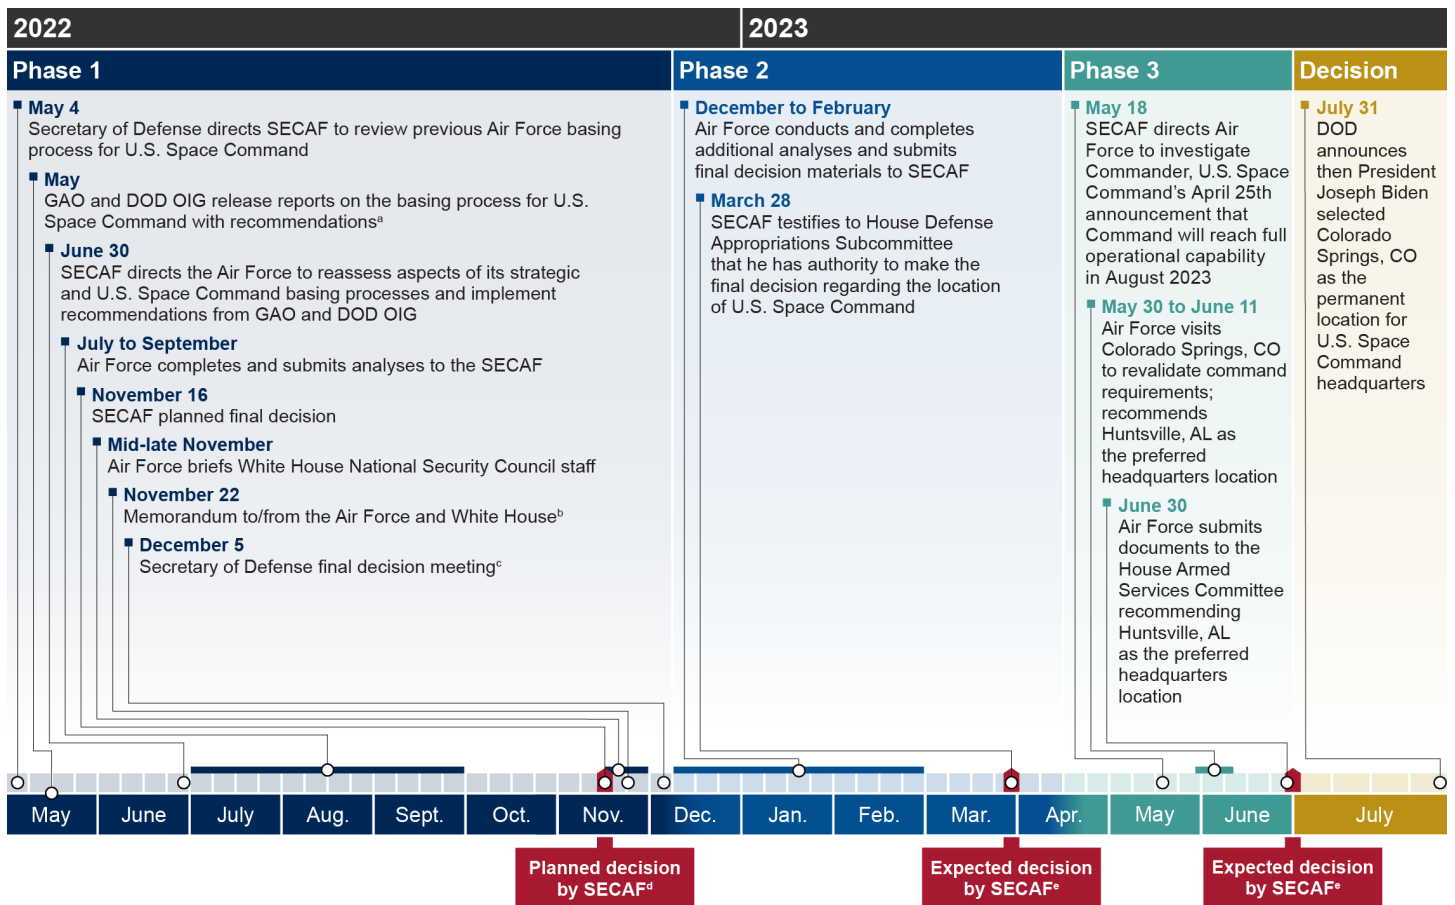 2022
2023
Phase 1
Phase 2
Phase 3
Decision
May 4
Secretary of Defense directs SECAF to review previous Air Force basing
process for U.S. Space Command
May
GAO and DOD OIG release reports on the basing process for U.S.
Space Command with recommendationsᵃ
June 30
SECAF directs the Air Force to reassess aspects of its strategic
and U.S. Space Command basing processes and implement
recommendations from GAO and DOD OIG
July to September
Air Force completes and submits analyses to the SECAF
November 16
SECAF planned final decision
Mid-late November
Air Force briefs White House National Security Council staff
November 22
Memorandum to/from the Air Force and White Houseᵇ
December 5
Secretary of Defense final decision meetingᶜ
December to February
Air Force conducts and completes
additional analyses and submits
final decision materials to SECAF
March 28
SECAF testifies to House Defense
Appropriations Subcommittee
that he has authority to make the
final decision regarding the location
of U.S. Space Command
May 18
SECAF directs Air
Force to investigate
Commander, U.S. Space
Command's April 25th
announcement that
Command will reach full
operational capability
in August 2023
May 30 to June 11
Air Force visits
Colorado Springs, CO
to revalidate command
requirements;
recommends
Huntsville, AL as
the preferred
headquarters location
June 30
Air Force submits
documents to the
House Armed
Services Committee
recommending
Huntsville, AL
as the preferred
headquarters
location
July 31
DOD
announces
then President
Joseph Biden
selected
Colorado
Springs, CO
as the
permanent
location for
U.S. Space
Command
headquarters
May
June
July
Aug.
Sept.
Oct.
Nov.
Dec.
Jan.
Feb.
Mar.
Apr.
May
June
July
Planned decision
by SECAFᵈ
Expected decision
by SECAFᵉ
Expected decision
by SECAFᵉ